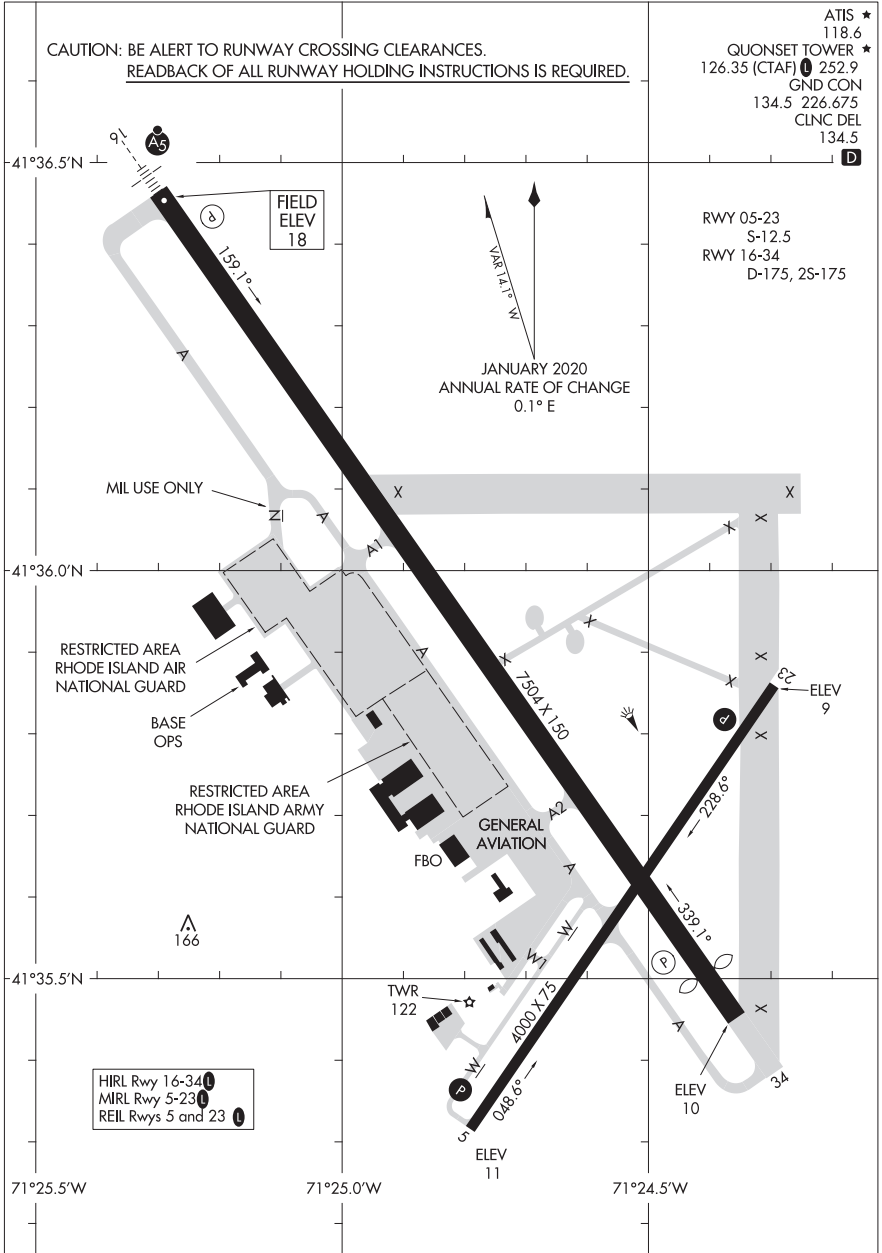 ATIS ★
118.6
QUONSET TOWER ★
126.35 (CTAF) L 252.9
GND CON
134.5 226.675
CLNC DEL
134.5
D
CAUTION: BE ALERT TO RUNWAY CROSSING CLEARANCES.
READBACK OF ALL RUNWAY HOLDING INSTRUCTIONS IS REQUIRED.
16
A5
41°36.5'N
FIELD
ELEV
18
P
159.1°
VAR 14.1° W
JANUARY 2020
ANNUAL RATE OF CHANGE
0.1° E
RWY 05-23
S-12.5
RWY 16-34
D-175, 2S-175
A
MIL USE ONLY
N
A
A1
X
X
X
X
41°36.0'N
RESTRICTED AREA
RHODE ISLAND AIR
NATIONAL GUARD
BASE
OPS
A
X
X
X
X
7504 X 150
23
ELEV
9
P
X
228.6°
RESTRICTED AREA
RHODE ISLAND ARMY
NATIONAL GUARD
GENERAL
AVIATION
A2
FBO
A
166
W
W1
339.1°
P
41°35.5'N
TWR
122
4000 X 75
W
A
X
34
ELEV
10
P
048.6°
5
ELEV
11
HIRL Rwy 16-34 L
MIRL Rwy 5-23 L
REIL Rwys 5 and 23 L
71°25.5'W
71°25.0'W
71°24.5'W